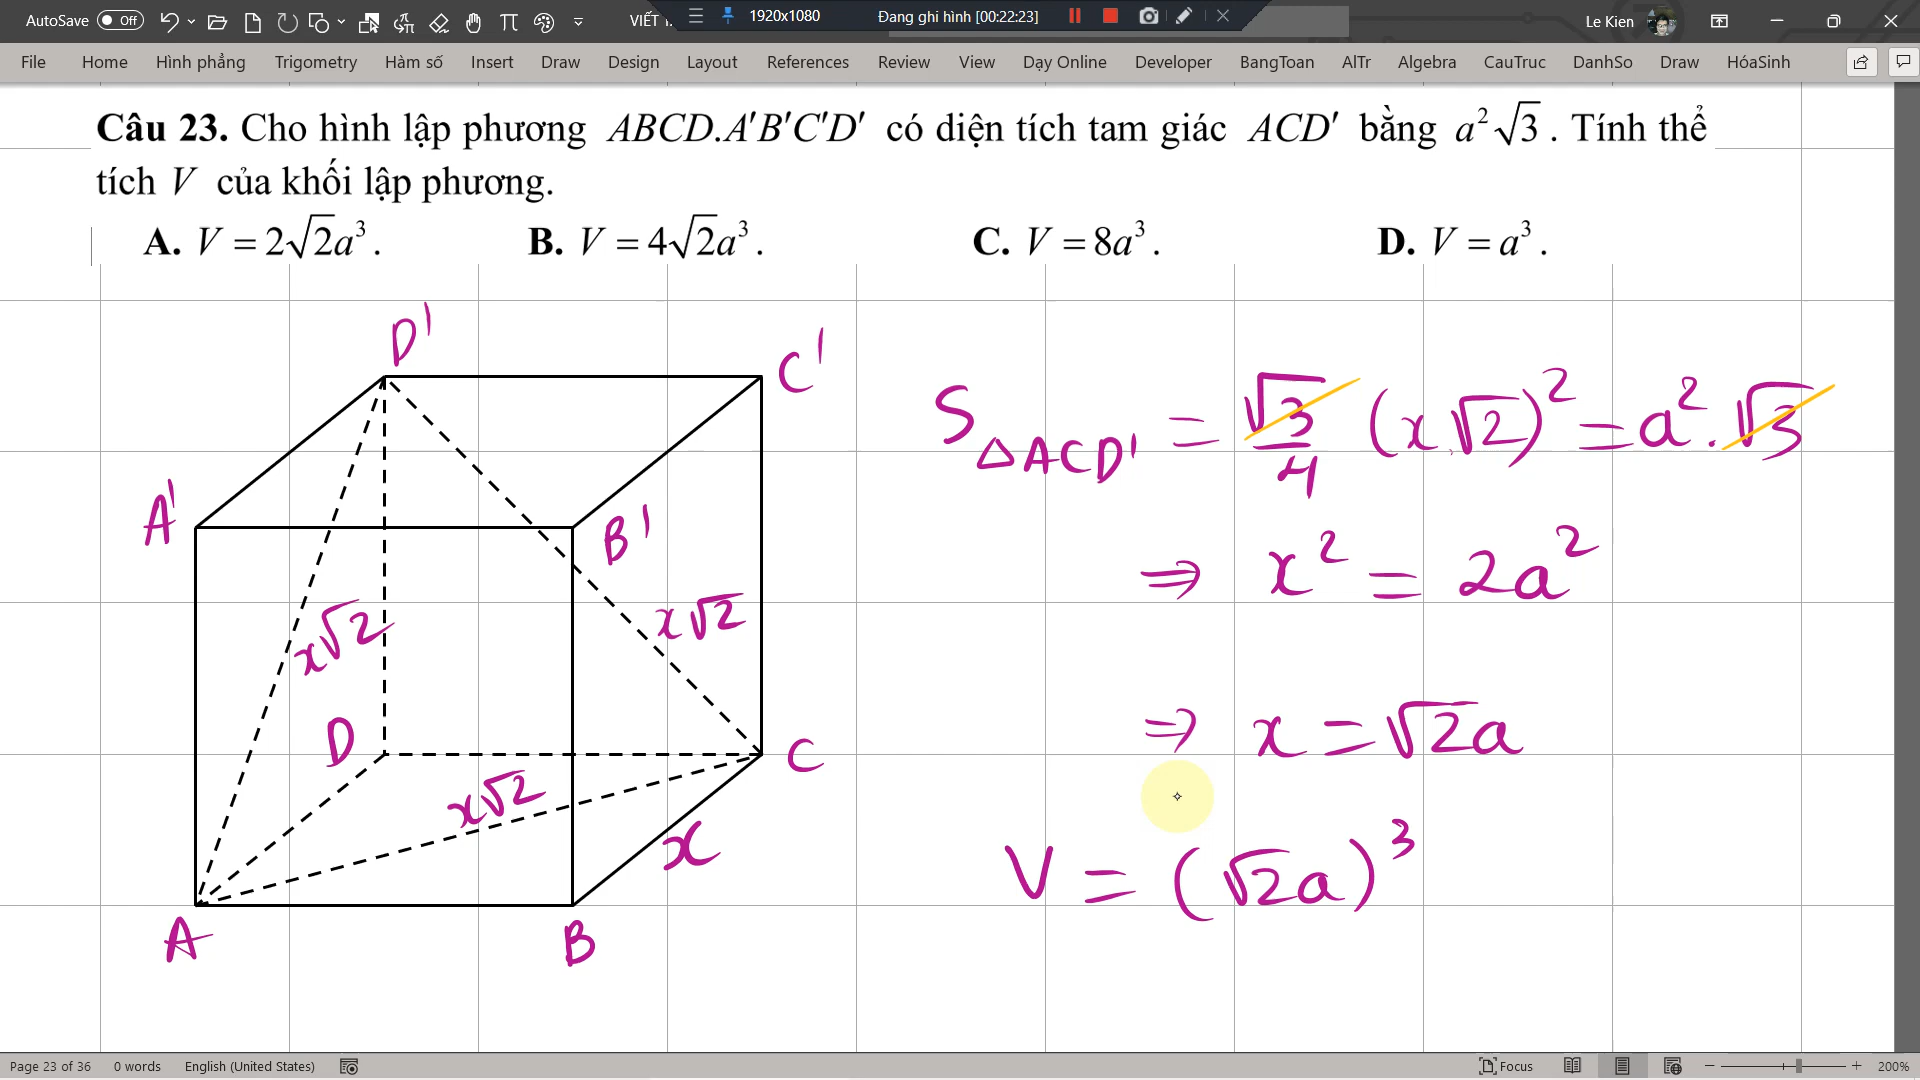 AutoSave Off VIẾT 1920x1080 Đang ghi hình [00:22:23] Le Kien
File Home Hình phẳng Trigometry Hàm số Insert Draw Design Layout References Review View Dạy Online Developer BangToan AlTr Algebra CauTruc DanhSo Draw HóaSinh
Câu 23. Cho hình lập phương ABCD.A'B'C'D' có diện tích tam giác ACD' bằng a²√3. Tính thể
tích V của khối lập phương.
A. V = 2√2a³. B. V = 4√2a³. C. V = 8a³. D. V = a³.
D' C'
S△ACD' = √3/4 (x.√2)² = a².√3
A' B'
⇒ x² = 2a²
x√2 x√2
⇒ x = √2a
D C
x√2
x
V = (√2a)³
A B
Page 23 of 36 0 words English (United States) Focus 200%